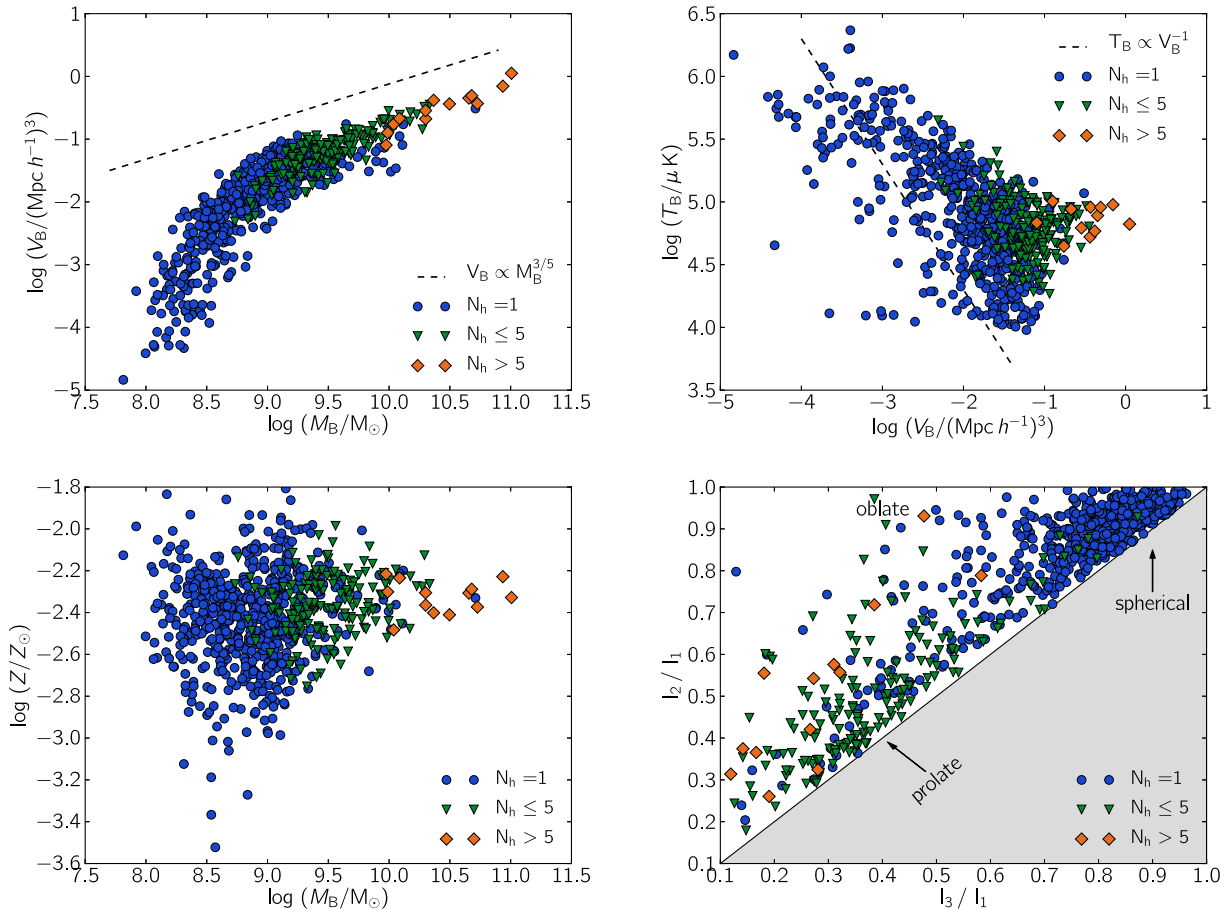 log (V_B/(Mpc h⁻¹)³)
1
0
−1
−2
−3
−4
−5
V_B ∝ M_B^{3/5}
N_h =1
N_h ≤ 5
N_h > 5
7.5 8.0 8.5 9.0 9.5 10.0 10.5 11.0 11.5
log (M_B/M_⊙)
log (T_B/μ K)
6.5
6.0
5.5
5.0
4.5
4.0
3.5
T_B ∝ V_B^{−1}
N_h =1
N_h ≤ 5
N_h > 5
−5 −4 −3 −2 −1 0 1
log (V_B/(Mpc h⁻¹)³)
log (Z/Z_⊙)
−1.8
−2.0
−2.2
−2.4
−2.6
−2.8
−3.0
−3.2
−3.4
−3.6
N_h =1
N_h ≤ 5
N_h > 5
7.5 8.0 8.5 9.0 9.5 10.0 10.5 11.0 11.5
log (M_B/M_⊙)
I_2 / I_1
1.0
0.9
0.8
0.7
0.6
0.5
0.4
0.3
0.2
0.1
oblate
spherical
prolate
N_h =1
N_h ≤ 5
N_h > 5
0.1 0.2 0.3 0.4 0.5 0.6 0.7 0.8 0.9 1.0
I_3 / I_1